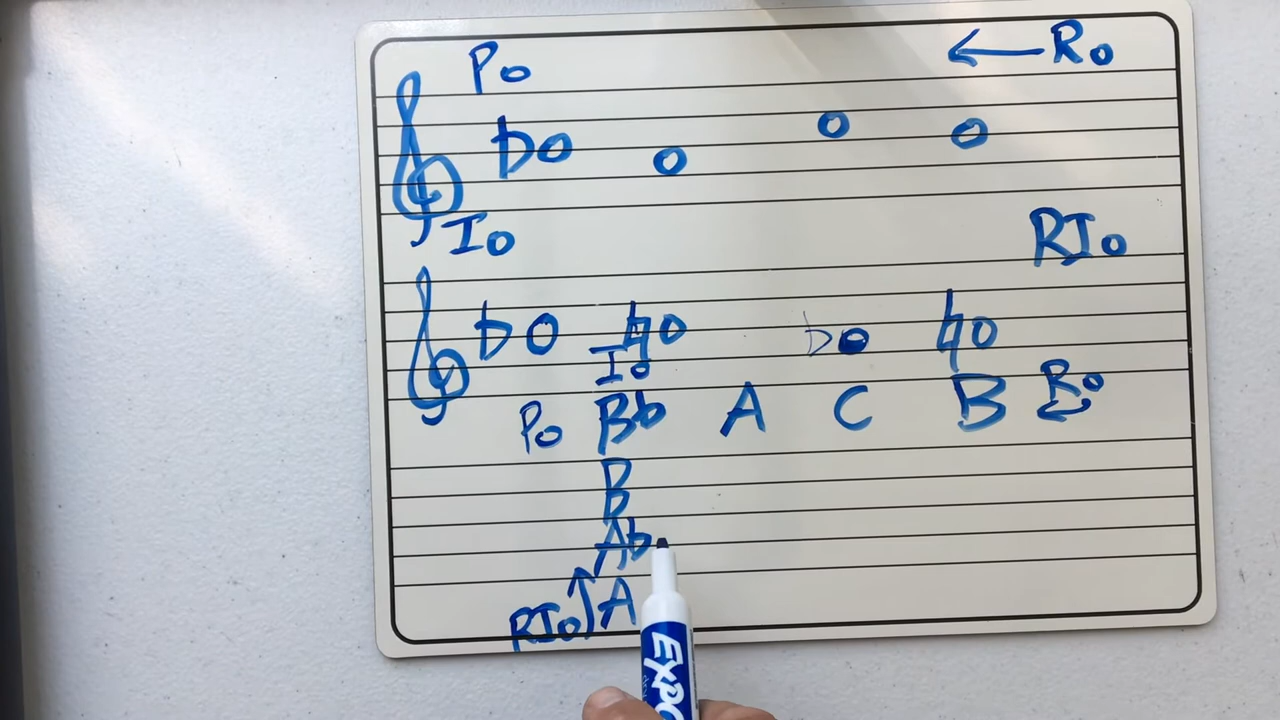 P₀ ← R₀
♭
I₀ RI₀
♭ ♮ ♭ ♮
I₀
P₀ Bb A C B R₀
B
Ab
RI₀ A
EXPO